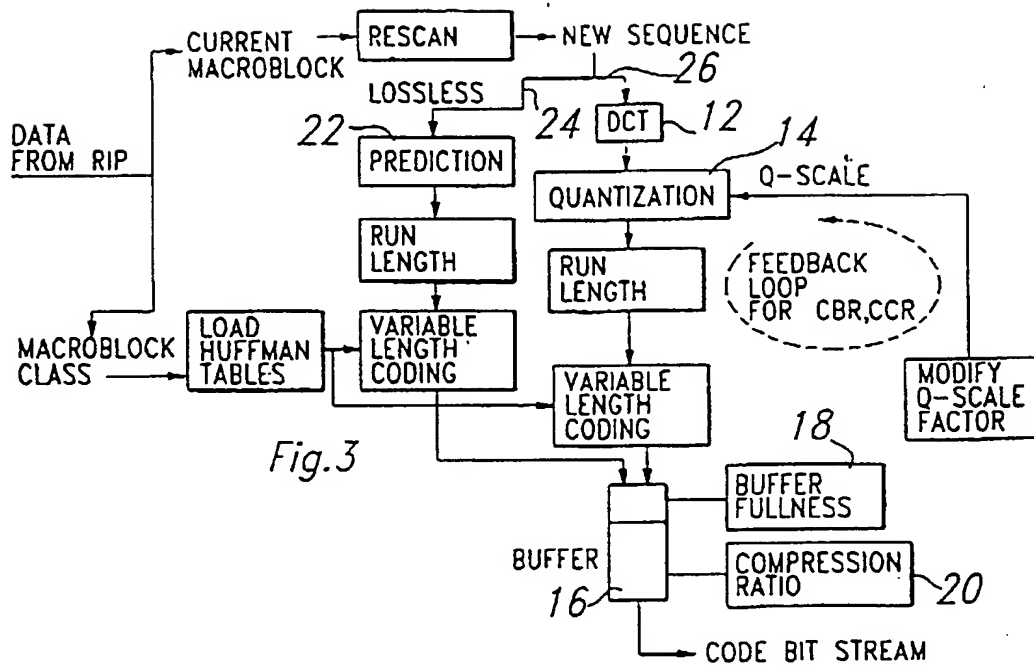 CURRENT
MACROBLOCK
RESCAN
NEW SEQUENCE
26
LOSSLESS
24
DCT
12
22
14
DATA
FROM RIP
PREDICTION
QUANTIZATION
Q-SCALE
RUN
LENGTH
RUN
LENGTH
FEEDBACK
LOOP
FOR CBR,CCR
MACROBLOCK
CLASS
LOAD
HUFFMAN
TABLES
VARIABLE
LENGTH
CODING
VARIABLE
LENGTH
CODING
MODIFY
Q-SCALE
FACTOR
Fig.3
18
BUFFER
FULLNESS
BUFFER
16
COMPRESSION
RATIO
20
CODE BIT STREAM